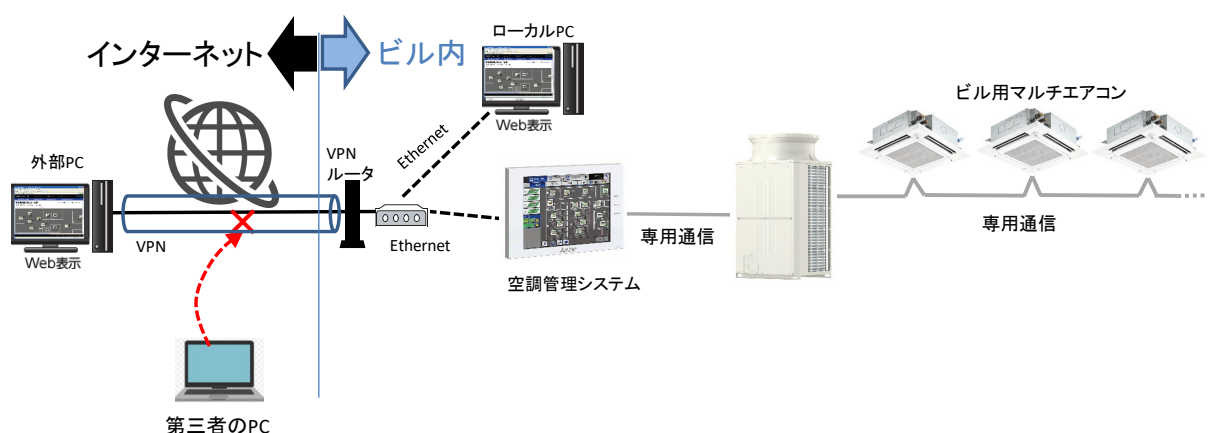 インターネット
ビル内
ローカルPC
Web表示
ビル用マルチエアコン
外部PC
Web表示
VPN
VPN
ルータ
Ethernet
Ethernet
専用通信
専用通信
空調管理システム
第三者のPC